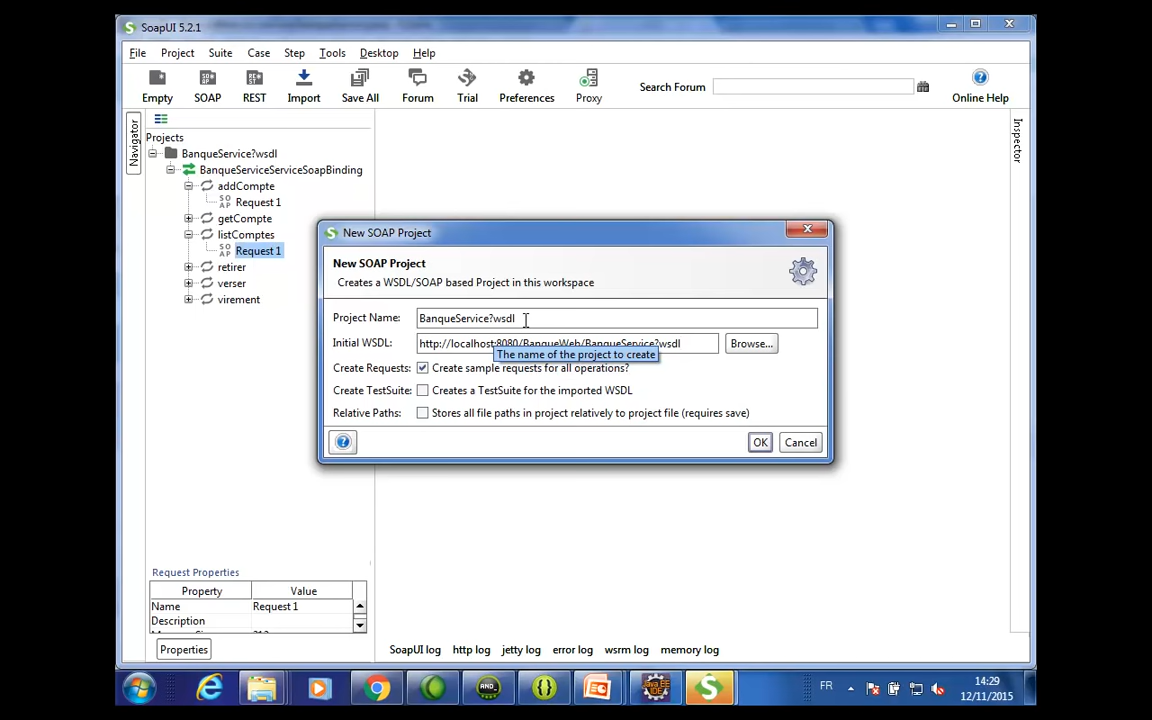 SoapUI 5.2.1
File Project Suite Case Step Tools Desktop Help
Empty SOAP REST Import Save All Forum Trial Preferences Proxy Search Forum Online Help
Navigator
Inspector
Projects
BanqueService?wsdl
BanqueServiceServiceSoapBinding
addCompte
Request 1
getCompte
listComptes
Request 1
retirer
verser
virement
New SOAP Project
New SOAP Project
Creates a WSDL/SOAP based Project in this workspace
Project Name: BanqueService?wsdl
Initial WSDL: http://localhost:8080/BanqueWeb/BanqueService?wsdl Browse...
The name of the project to create
Create Requests: Create sample requests for all operations?
Create TestSuite: Creates a TestSuite for the imported WSDL
Relative Paths: Stores all file paths in project relatively to project file (requires save)
OK Cancel
Request Properties
Property Value
Name Request 1
Description
Properties
SoapUI log http log jetty log error log wsrm log memory log
FR
14:29
12/11/2015